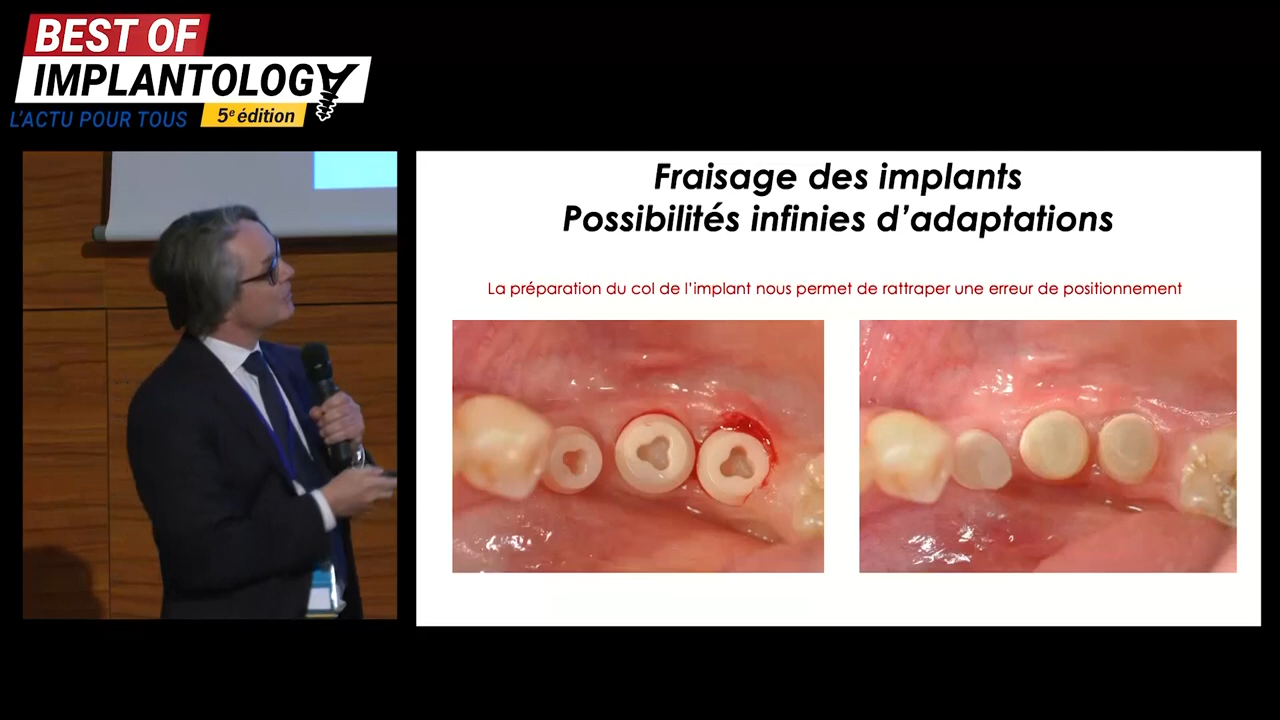 BEST OF
IMPLANTOLOGY
L'ACTU POUR TOUS
5e édition
Fraisage des implants
Possibilités infinies d'adaptations
La préparation du col de l'implant nous permet de rattraper une erreur de positionnement